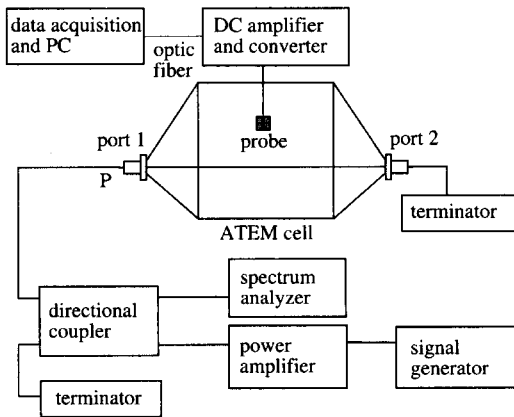 data acquisition
and PC
optic
fiber
DC amplifier
and converter
port 1
P
probe
port 2
terminator
ATEM cell
directional
coupler
spectrum
analyzer
power
amplifier
signal
generator
terminator